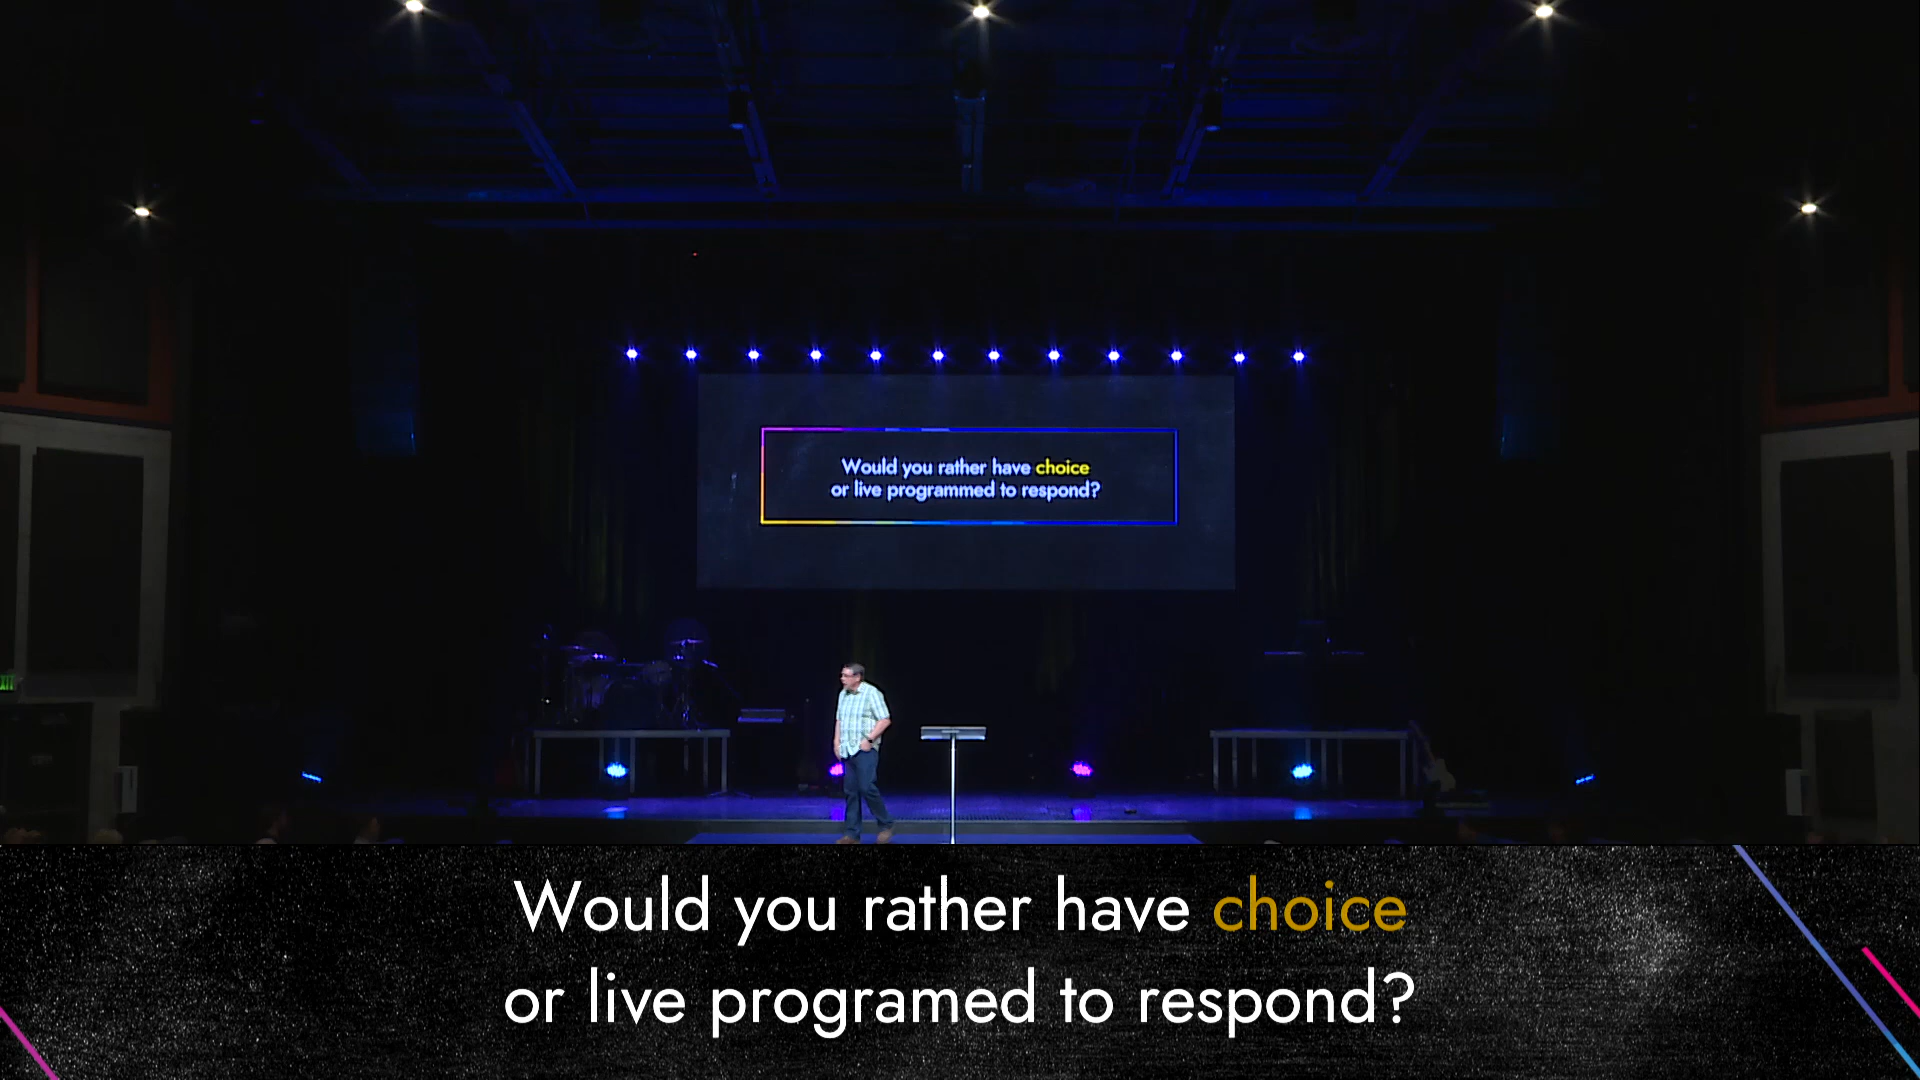 Would you rather have choice
or live programmed to respond?
Would you rather have choice
or live programed to respond?